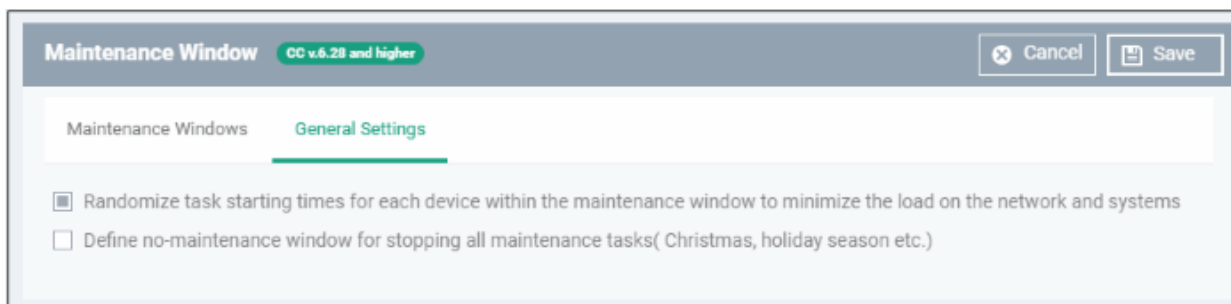 Maintenance Window CC v.6.28 and higher Cancel Save
Maintenance Windows General Settings
Randomize task starting times for each device within the maintenance window to minimize the load on the network and systems
Define no-maintenance window for stopping all maintenance tasks( Christmas, holiday season etc.)